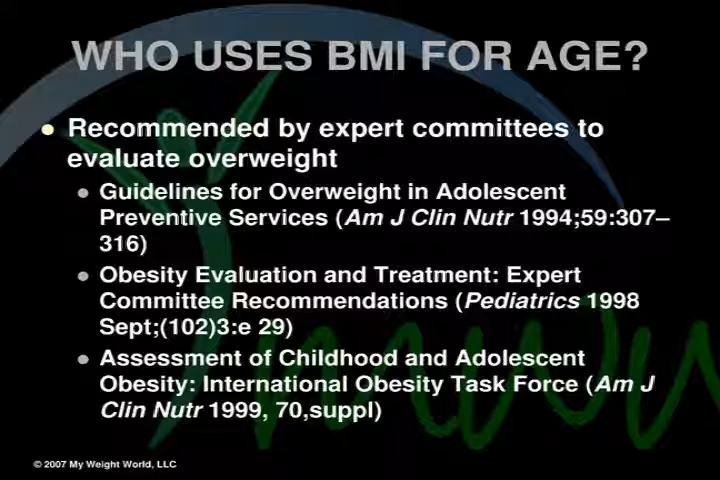 WHO USES BMI FOR AGE?
Recommended by expert committees to
evaluate overweight
Guidelines for Overweight in Adolescent
Preventive Services (Am J Clin Nutr 1994;59:307–
316)
Obesity Evaluation and Treatment: Expert
Committee Recommendations (Pediatrics 1998
Sept;(102)3:e 29)
Assessment of Childhood and Adolescent
Obesity: International Obesity Task Force (Am J
Clin Nutr 1999, 70,suppl)
mww
© 2007 My Weight World, LLC